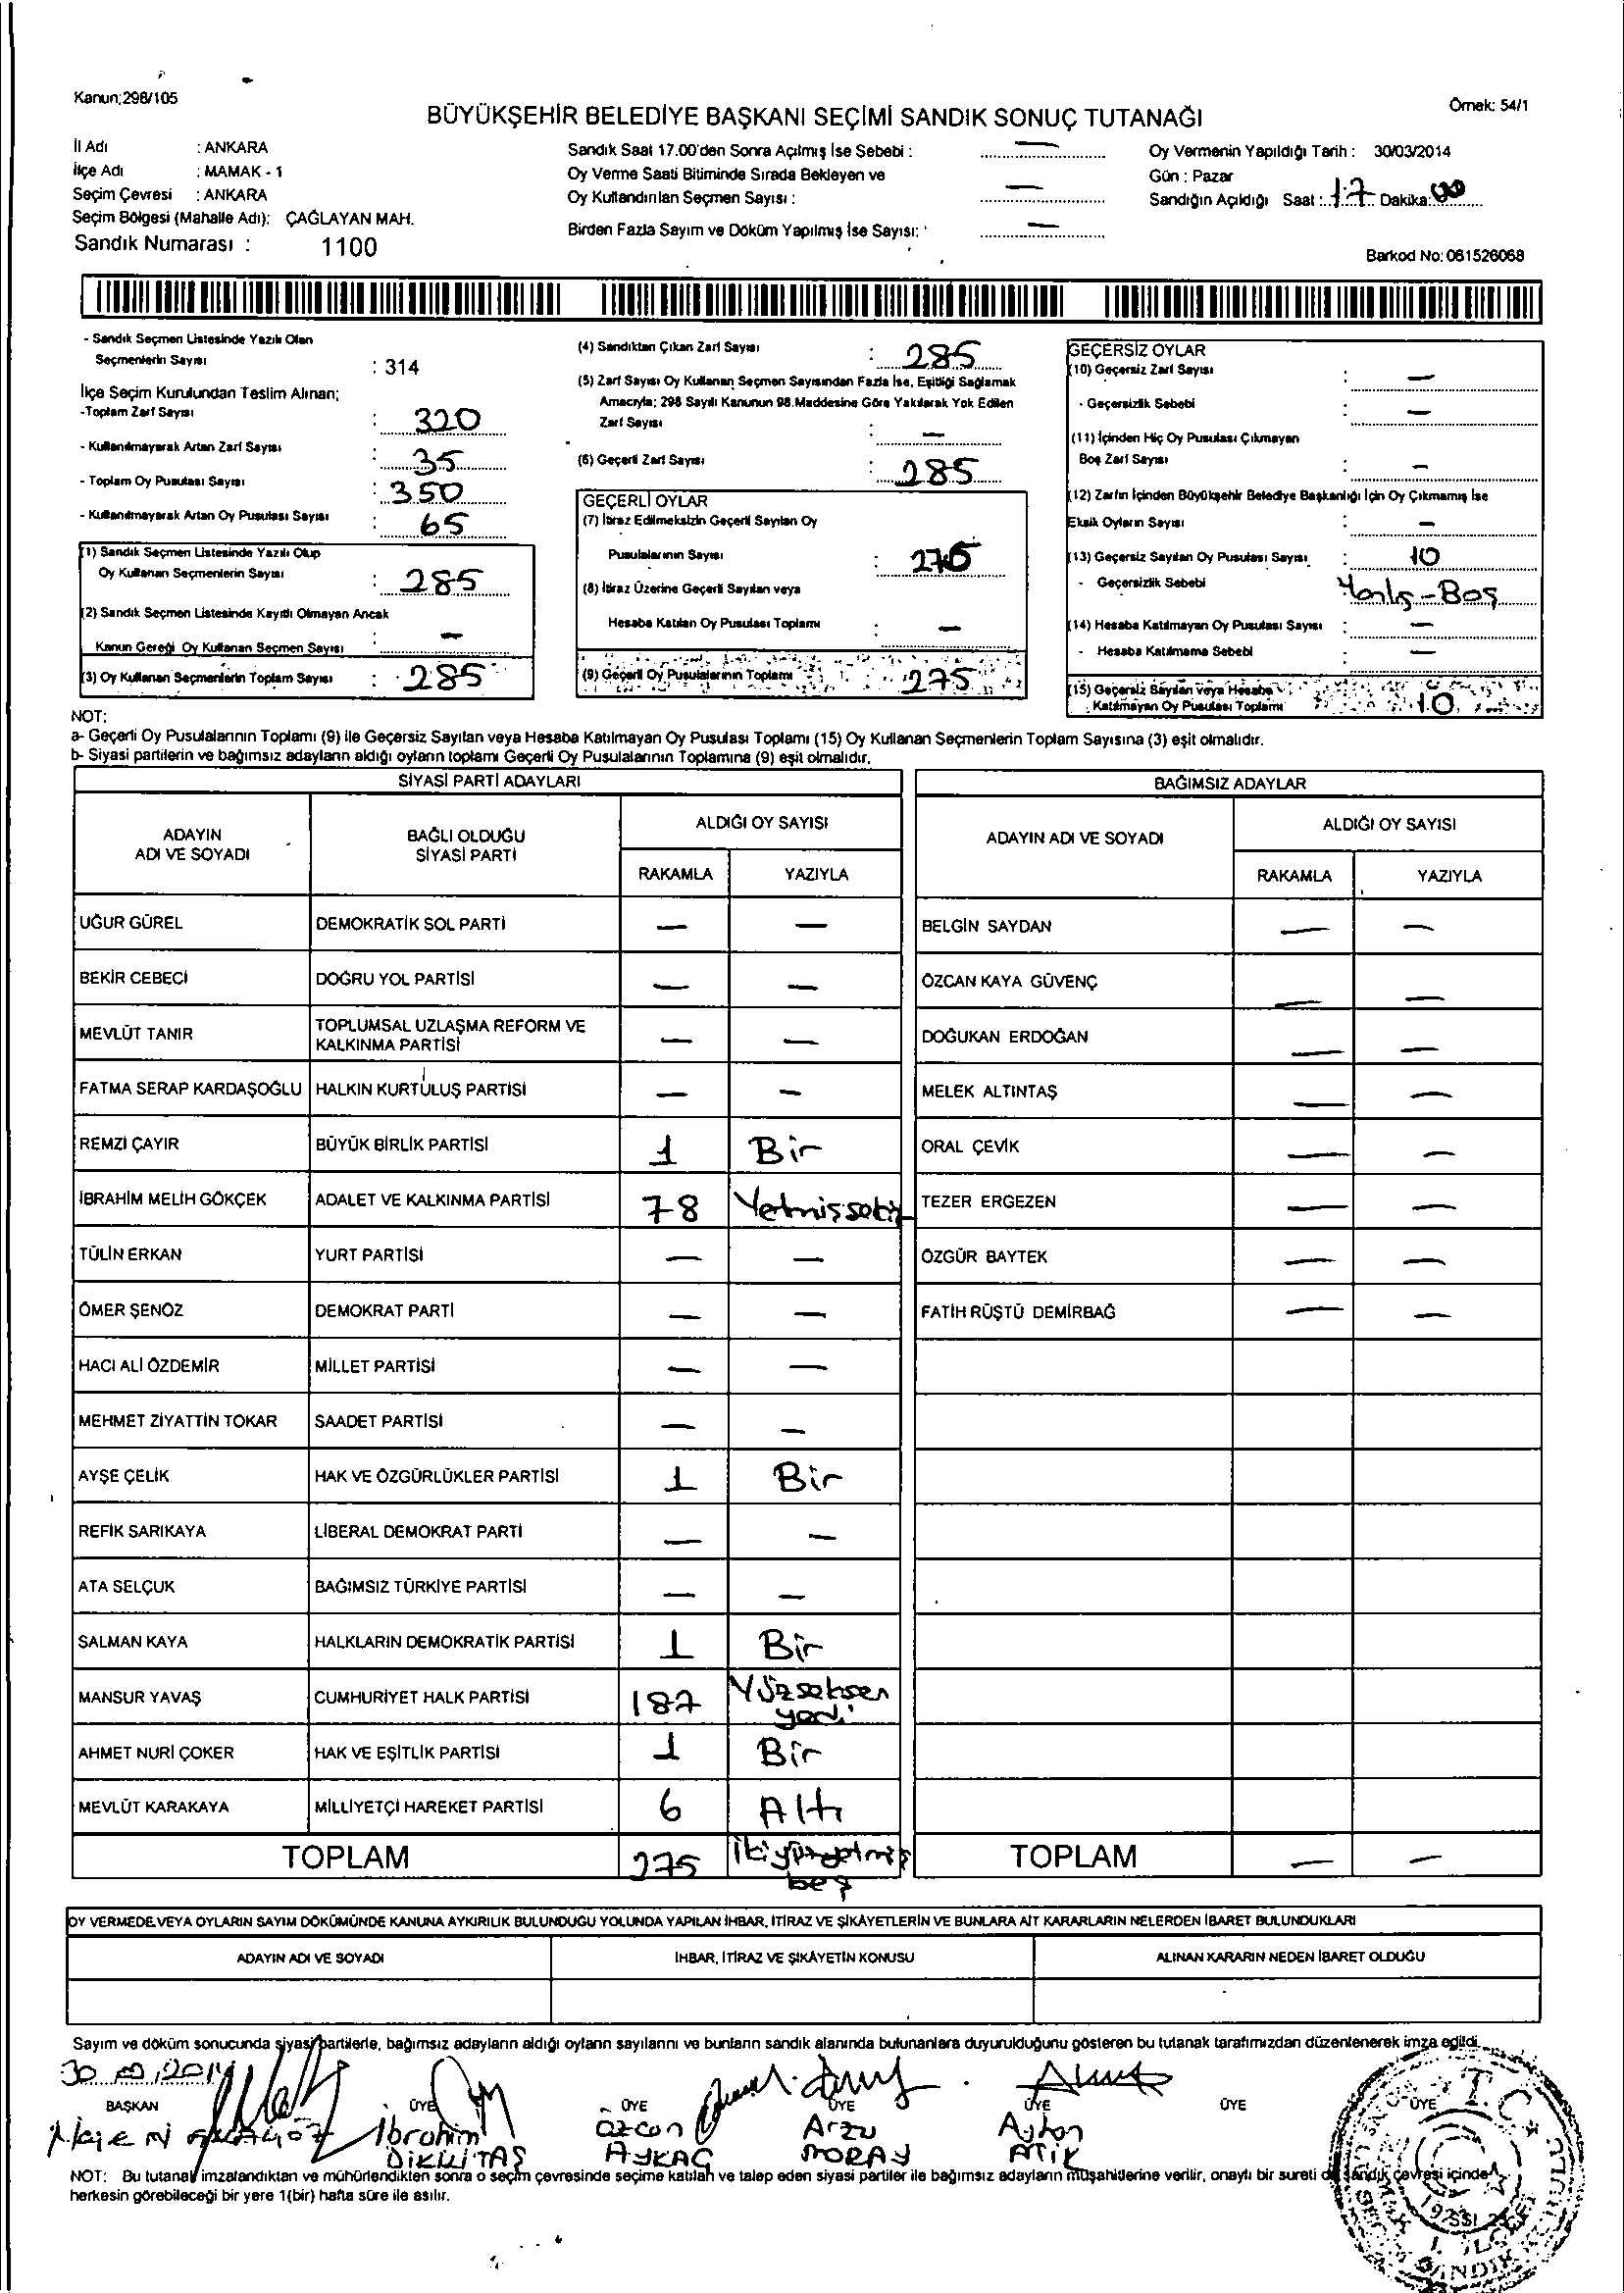 Kanun;298/105
Örnek: 54/1
BÜYÜKŞEHİR BELEDİYE BAŞKANI SEÇİMİ SANDIK SONUÇ TUTANAĞI
İl Adı : ANKARA
İlçe Adı : MAMAK - 1
Seçim Çevresi : ANKARA
Seçim Bölgesi (Mahalle Adı): ÇAĞLAYAN MAH.
Sandık Numarası : 1100
Sandık Saat 17.00'den Sonra Açılmış İse Sebebi : —
Oy Verme Saati Bitiminde Sırada Bekleyen ve
Oy Kullandırılan Seçmen Sayısı : —
Birden Fazla Sayım ve Döküm Yapılmış İse Sayısı: —
Oy Vermenin Yapıldığı Tarih : 30/03/2014
Gün : Pazar
Sandığın Açıldığı Saat : 17 Dakika: 00
Barkod No: 061526068
- Sandık Seçmen Listesinde Yazılı Olan
Seçmenlerin Sayısı : 314
İlçe Seçim Kurulundan Teslim Alınan;
-Toplam Zarf Sayısı : 320
- Kullanılmayarak Artan Zarf Sayısı : 35
- Toplam Oy Pusulası Sayısı : 350
- Kullanılmayarak Artan Oy Pusulası Sayısı : 65
(1) Sandık Seçmen Listesinde Yazılı Olup
Oy Kullanan Seçmenlerin Sayısı : 285
(2) Sandık Seçmen Listesinde Kayıtlı Olmayan Ancak
Kanun Gereği Oy Kullanan Seçmen Sayısı : —
(3) Oy Kullanan Seçmenlerin Toplam Sayısı : 285
(4) Sandıktan Çıkan Zarf Sayısı : 285
(5) Zarf Sayısı Oy Kullanan Seçmen Sayısından Fazla İse, Eşitliği Sağlamak
Amacıyla; 298 Sayılı Kanunun 98.Maddesine Göre Yakılarak Yok Edilen
Zarf Sayısı : —
(6) Geçerli Zarf Sayısı : 285
GEÇERLİ OYLAR
(7) İtiraz Edilmeksizin Geçerli Sayılan Oy
Pusulalarının Sayısı : 275
(8) İtiraz Üzerine Geçerli Sayılan veya
Hesaba Katılan Oy Pusulası Toplamı : —
(9) Geçerli Oy Pusulalarının Toplamı : 275
GEÇERSİZ OYLAR
(10) Geçersiz Zarf Sayısı : —
- Geçersizlik Sebebi : —
(11) İçinden Hiç Oy Pusulası Çıkmayan
Boş Zarf Sayısı : —
(12) Zarfın İçinden Büyükşehir Belediye Başkanlığı İçin Oy Çıkmamış İse
Eksik Oyların Sayısı : —
(13) Geçersiz Sayılan Oy Pusulası Sayısı : 10
- Geçersizlik Sebebi Yanlış-Boş
(14) Hesaba Katılmayan Oy Pusulası Sayısı : —
- Hesaba Katılmama Sebebi : —
(15) Geçersiz Sayılan veya Hesaba
Katılmayan Oy Pusulası Toplamı : 10
NOT:
a- Geçerli Oy Pusulalarının Toplamı (9) ile Geçersiz Sayılan veya Hesaba Katılmayan Oy Pusulası Toplamı (15) Oy Kullanan Seçmenlerin Toplam Sayısına (3) eşit olmalıdır.
b- Siyasi partilerin ve bağımsız adayların aldığı oyların toplamı Geçerli Oy Pusulalarının Toplamına (9) eşit olmalıdır.
SİYASİ PARTİ ADAYLARI
ADAYIN ADI VE SOYADI BAĞLI OLDUĞU SİYASİ PARTİ ALDIĞI OY SAYISI
RAKAMLA YAZIYLA
UĞUR GÜREL DEMOKRATİK SOL PARTİ — —
BEKİR CEBECİ DOĞRU YOL PARTİSİ — —
MEVLÜT TANIR TOPLUMSAL UZLAŞMA REFORM VE KALKINMA PARTİSİ — —
FATMA SERAP KARDAŞOĞLU HALKIN KURTULUŞ PARTİSİ — —
REMZİ ÇAYIR BÜYÜK BİRLİK PARTİSİ 1 Bir
İBRAHİM MELİH GÖKÇEK ADALET VE KALKINMA PARTİSİ 78 Yetmişsekiz
TÜLİN ERKAN YURT PARTİSİ — —
ÖMER ŞENÖZ DEMOKRAT PARTİ — —
HACI ALİ ÖZDEMİR MİLLET PARTİSİ — —
MEHMET ZİYATTİN TOKAR SAADET PARTİSİ — —
AYŞE ÇELİK HAK VE ÖZGÜRLÜKLER PARTİSİ 1 Bir
REFİK SARIKAYA LİBERAL DEMOKRAT PARTİ — —
ATA SELÇUK BAĞIMSIZ TÜRKİYE PARTİSİ — —
SALMAN KAYA HALKLARIN DEMOKRATİK PARTİSİ 1 Bir
MANSUR YAVAŞ CUMHURİYET HALK PARTİSİ 187 Yüzseksen yedi
AHMET NURİ ÇOKER HAK VE EŞİTLİK PARTİSİ 1 Bir
MEVLÜT KARAKAYA MİLLİYETÇİ HAREKET PARTİSİ 6 Altı
TOPLAM 275 İkiyüzyetmiş beş
BAĞIMSIZ ADAYLAR
ADAYIN ADI VE SOYADI ALDIĞI OY SAYISI
RAKAMLA YAZIYLA
BELGİN SAYDAN — —
ÖZCAN KAYA GÜVENÇ — —
DOĞUKAN ERDOĞAN — —
MELEK ALTINTAŞ — —
ORAL ÇEVİK — —
TEZER ERGEZEN — —
ÖZGÜR BAYTEK — —
FATİH RÜŞTÜ DEMİRBAĞ — —
TOPLAM — —
OY VERMEDE VEYA OYLARIN SAYIM DÖKÜMÜNDE KANUNA AYKIRILIK BULUNDUĞU YOLUNDA YAPILAN İHBAR, İTİRAZ VE ŞİKÂYETLERİN VE BUNLARA AİT KARARLARIN NELERDEN İBARET BULUNDUKLARI
ADAYIN ADI VE SOYADI İHBAR, İTİRAZ VE ŞİKÂYETİN KONUSU ALINAN KARARIN NEDEN İBARET OLDUĞU
Sayım ve döküm sonucunda siyasi partilerle, bağımsız adayların aldığı oyların sayılarını ve bunların sandık alanında bulunanlara duyurulduğunu gösteren bu tutanak tarafımızdan düzenlenerek imza edildi.
BAŞKAN ÜYE ÜYE ÜYE ÜYE ÜYE ÜYE
İbrahim Özcan Arzu Ayhan
DİKİLİTAŞ AYKAÇ MORAY ATİK
NOT: Bu tutanak imzalandıktan ve mühürlendikten sonra o seçim çevresinde seçime katılan ve talep eden siyasi partiler ile bağımsız adayların müşahitlerine verilir, onaylı bir sureti de sandık çevresi içinde
herkesin görebileceği bir yere 1(bir) hafta süre ile asılır.
T.C.